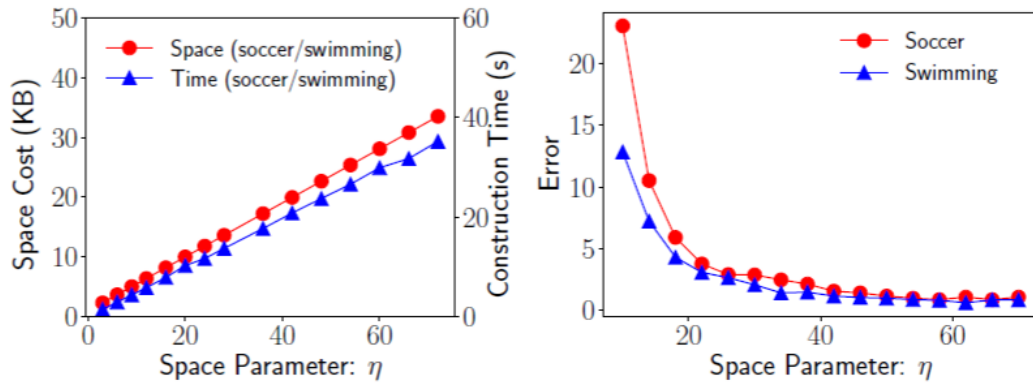 50
40
30
20
10
0
Space Cost (KB)
Space (soccer/swimming)
Time (soccer/swimming)
60
40
20
0
Construction Time (s)
0 20 40 60
Space Parameter: η
20
15
10
5
0
Error
Soccer
Swimming
20 40 60
Space Parameter: η